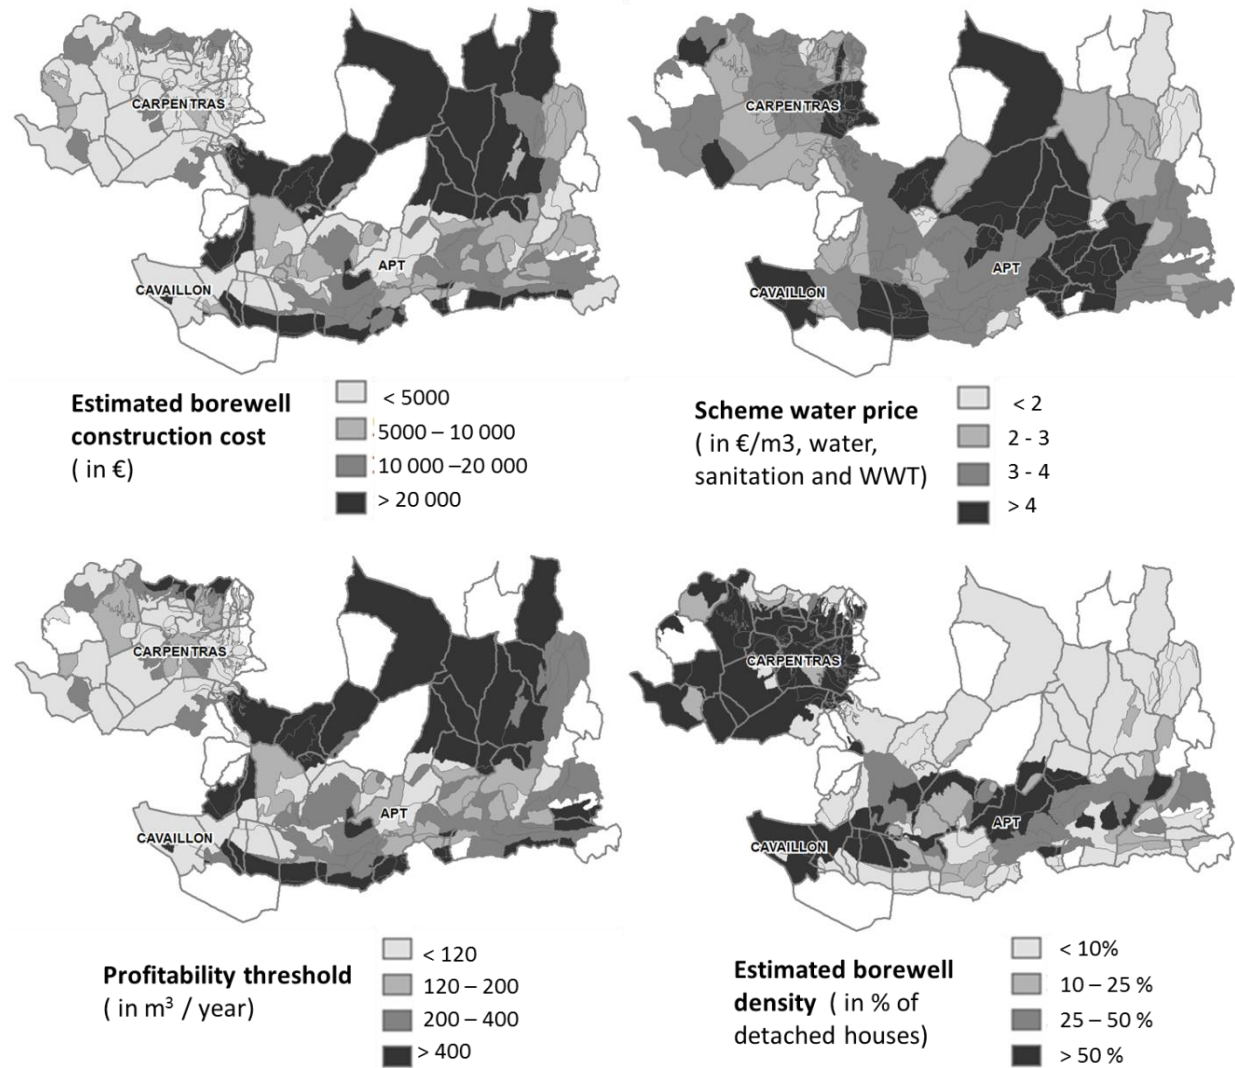 CARPENTRAS
APT
CAVAILLON
Estimated borewell
construction cost
( in €)
< 5000
5000 – 10 000
10 000 –20 000
> 20 000
CARPENTRAS
APT
CAVAILLON
Scheme water price
( in €/m3, water,
sanitation and WWT)
< 2
2 - 3
3 - 4
> 4
CARPENTRAS
APT
CAVAILLON
Profitability threshold
( in m³ / year)
< 120
120 – 200
200 – 400
> 400
CARPENTRAS
APT
CAVAILLON
Estimated borewell
density ( in % of
detached houses)
< 10%
10 – 25 %
25 – 50 %
> 50 %